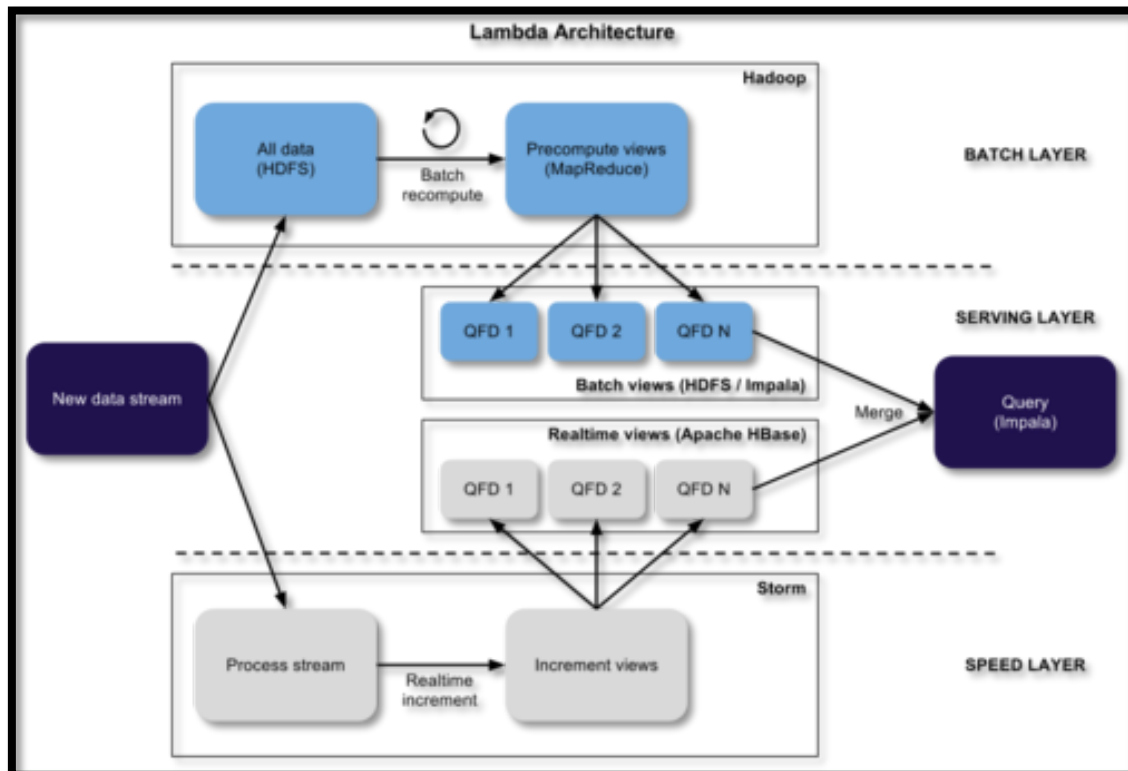 Lambda Architecture
Hadoop
All data
(HDFS)
Batch
recompute
Precompute views
(MapReduce)
BATCH LAYER
QFD 1
QFD 2
QFD N
Batch views (HDFS / Impala)
SERVING LAYER
New data stream
Merge
Query
(Impala)
Realtime views (Apache HBase)
QFD 1
QFD 2
QFD N
Storm
Process stream
Realtime
increment
Increment views
SPEED LAYER